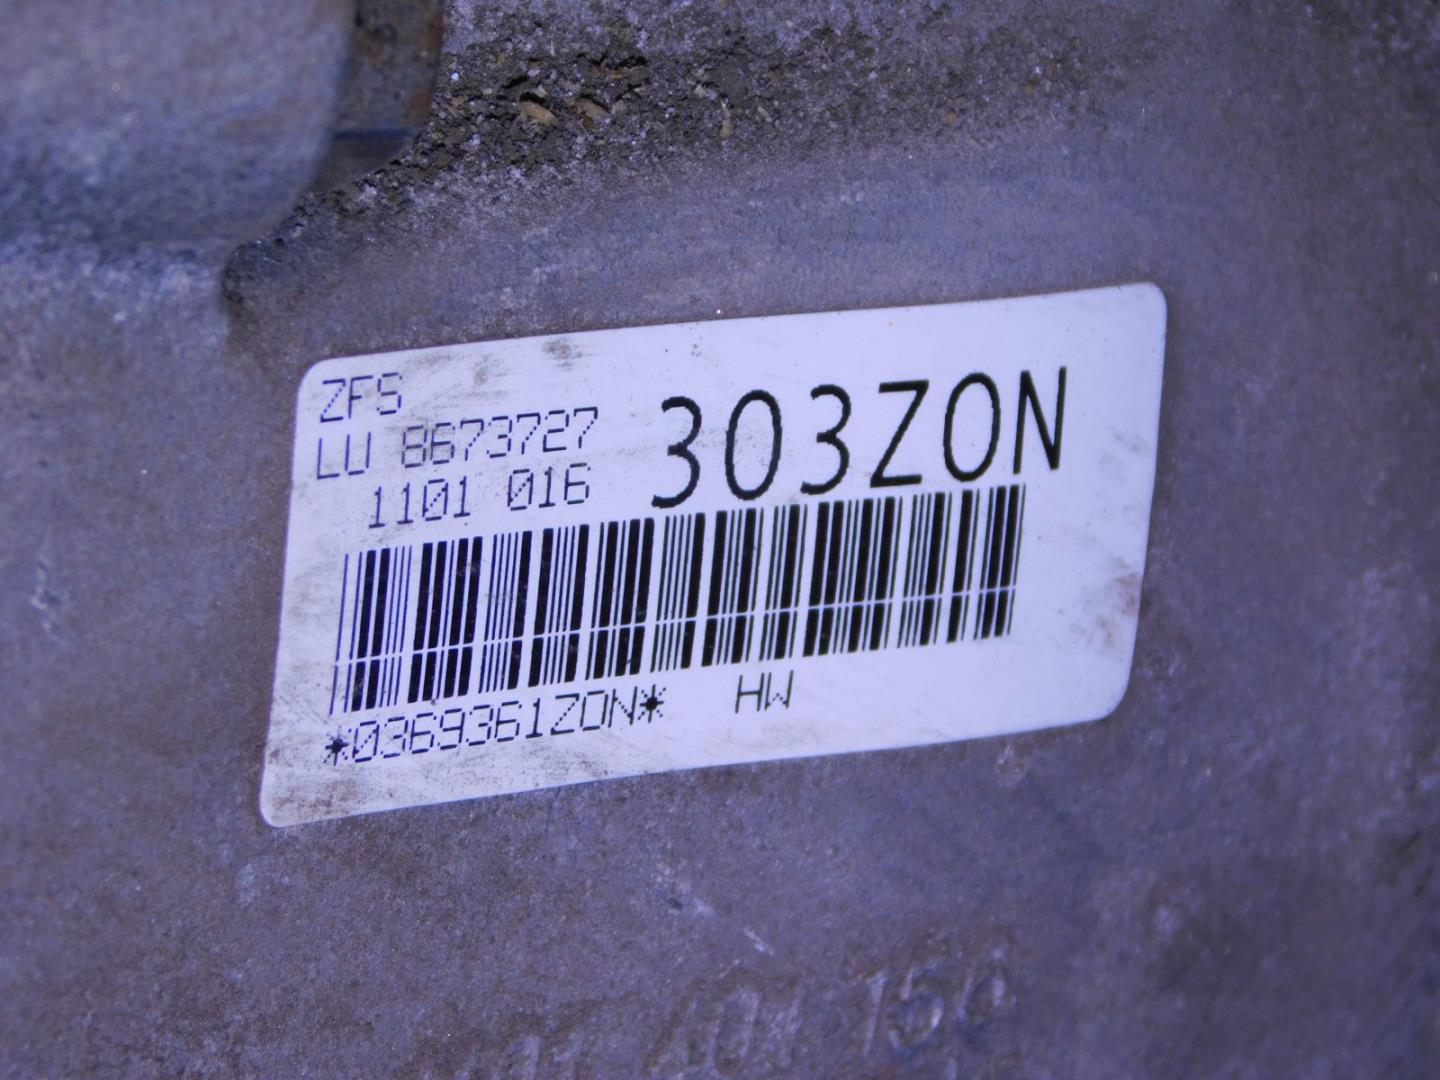 ZFS
LU 8673727 303ZON
1101 016
*0369361ZON* HW